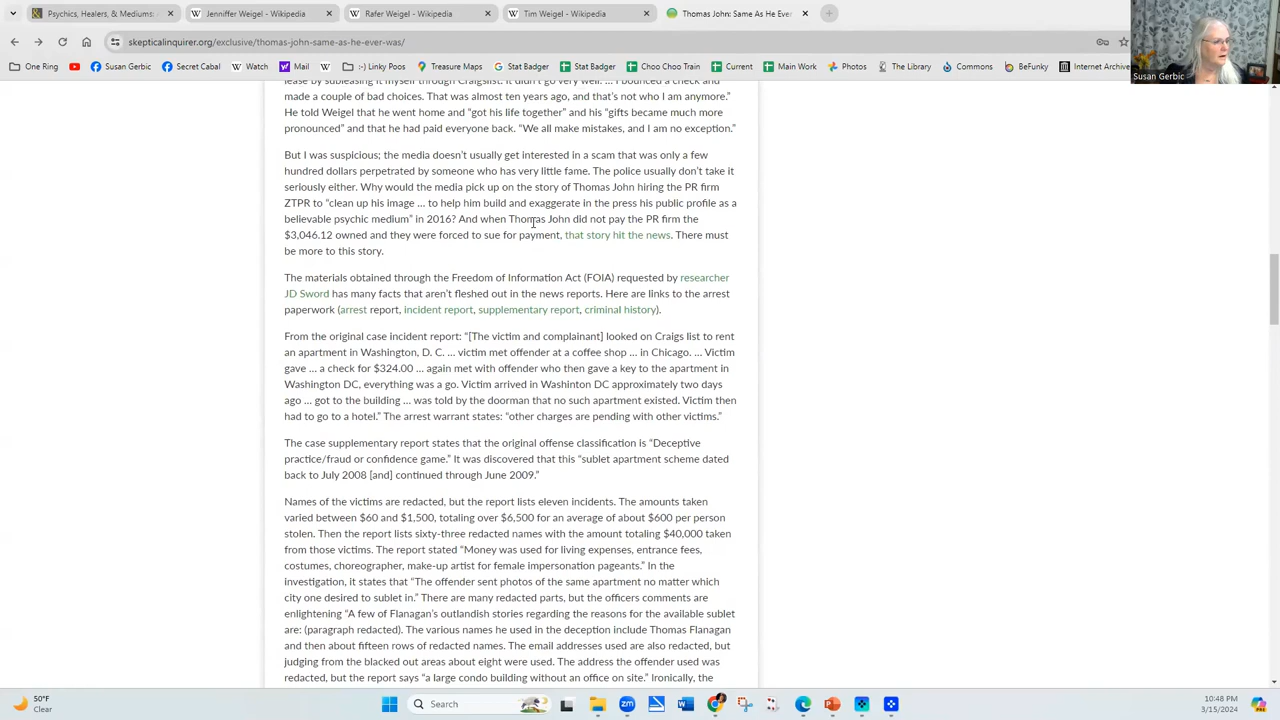 Psychics, Healers, & Mediums:
Jenniffer Weigel - Wikipedia
Rafer Weigel - Wikipedia
Tim Weigel - Wikipedia
Thomas John: Same As He Ever
skepticalinquirer.org/exclusive/thomas-john-same-as-he-ever-was/
One Ring
Susan Gerbic
Secret Cabal
Watch
Mail
:-) Linky Poos
Treasure Maps
Stat Badger
Stat Badger
Choo Choo Train
Current
Main Work
Photos
The Library
Commons
BeFunky
Internet Archive
Susan Gerbic
lease by subleasing it myself through Craigslist. It didn't go very well. ... I bounced a check and
made a couple of bad choices. That was almost ten years ago, and that's not who I am anymore."
He told Weigel that he went home and "got his life together" and his "gifts became much more
pronounced" and that he had paid everyone back. "We all make mistakes, and I am no exception."
But I was suspicious; the media doesn't usually get interested in a scam that was only a few
hundred dollars perpetrated by someone who has very little fame. The police usually don't take it
seriously either. Why would the media pick up on the story of Thomas John hiring the PR firm
ZTPR to "clean up his image ... to help him build and exaggerate in the press his public profile as a
believable psychic medium" in 2016? And when Thomas John did not pay the PR firm the
$3,046.12 owned and they were forced to sue for payment, that story hit the news. There must
be more to this story.
The materials obtained through the Freedom of Information Act (FOIA) requested by researcher
JD Sword has many facts that aren't fleshed out in the news reports. Here are links to the arrest
paperwork (arrest report, incident report, supplementary report, criminal history).
From the original case incident report: "[The victim and complainant] looked on Craigs list to rent
an apartment in Washington, D. C. ... victim met offender at a coffee shop ... in Chicago. ... Victim
gave ... a check for $324.00 ... again met with offender who then gave a key to the apartment in
Washington DC, everything was a go. Victim arrived in Washinton DC approximately two days
ago ... got to the building ... was told by the doorman that no such apartment existed. Victim then
had to go to a hotel." The arrest warrant states: "other charges are pending with other victims."
The case supplementary report states that the original offense classification is "Deceptive
practice/fraud or confidence game." It was discovered that this "sublet apartment scheme dated
back to July 2008 [and] continued through June 2009."
Names of the victims are redacted, but the report lists eleven incidents. The amounts taken
varied between $60 and $1,500, totaling over $6,500 for an average of about $600 per person
stolen. Then the report lists sixty-three redacted names with the amount totaling $40,000 taken
from those victims. The report stated "Money was used for living expenses, entrance fees,
costumes, choreographer, make-up artist for female impersonation pageants." In the
investigation, it states that "The offender sent photos of the same apartment no matter which
city one desired to sublet in." There are many redacted parts, but the officers comments are
enlightening "A few of Flanagan's outlandish stories regarding the reasons for the available sublet
are: (paragraph redacted). The various names he used in the deception include Thomas Flanagan
and then about fifteen rows of redacted names. The email addresses used are also redacted, but
judging from the blacked out areas about eight were used. The address the offender used was
redacted, but the report says "a large condo building without an office on site." Ironically, the
50°F
Clear
Search
10:48 PM
3/15/2024